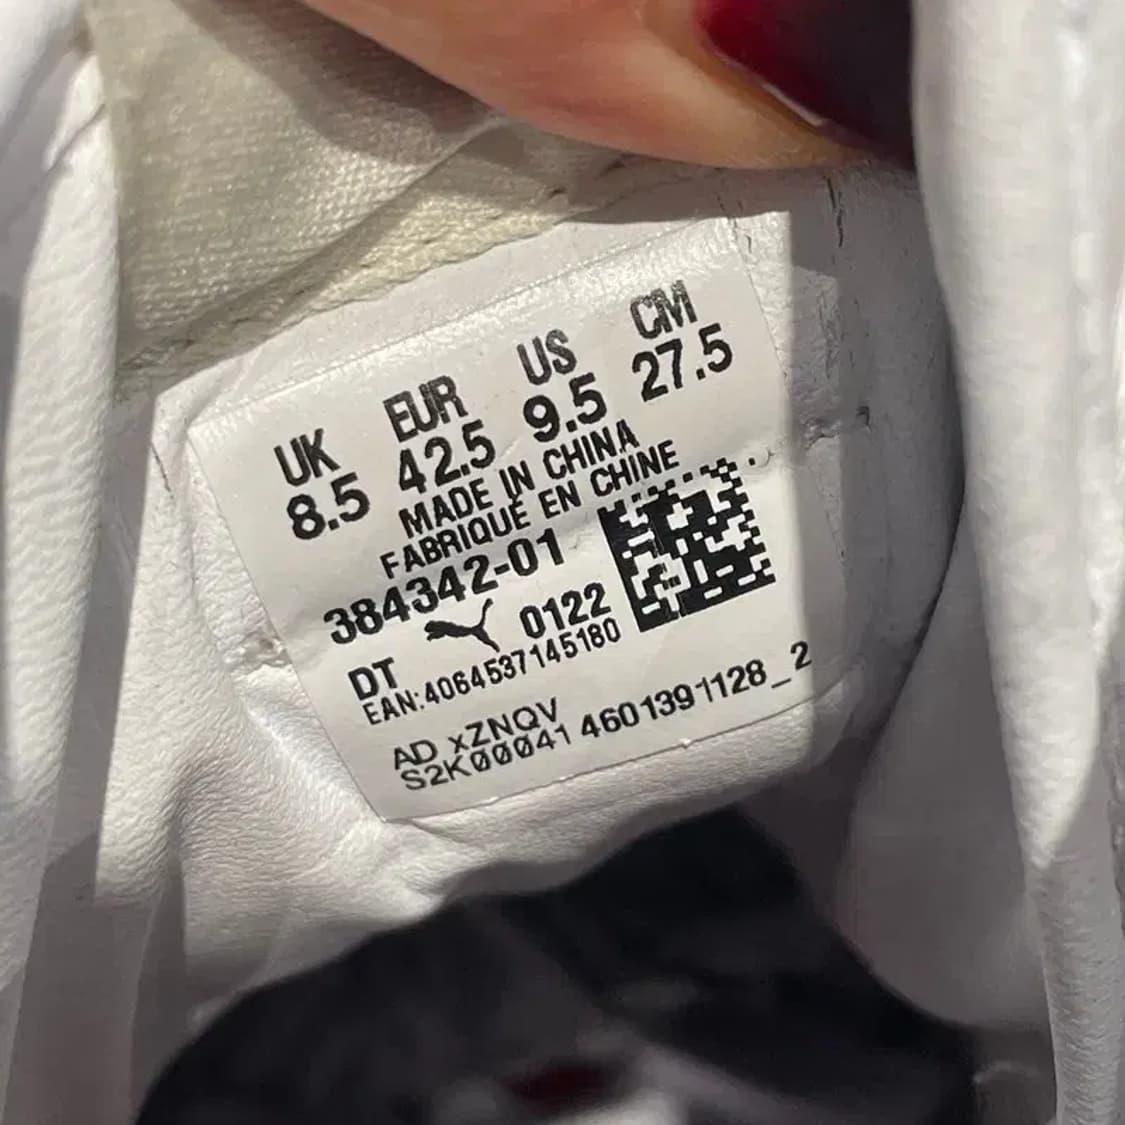 UK EUR US CM
8.5 42.5 9.5 27.5
MADE IN CHINA
FABRIQUÉ EN CHINE
384342-01
DT 0122
EAN:4064537145180
AD xZNQV
S2K00041 4601391128_2